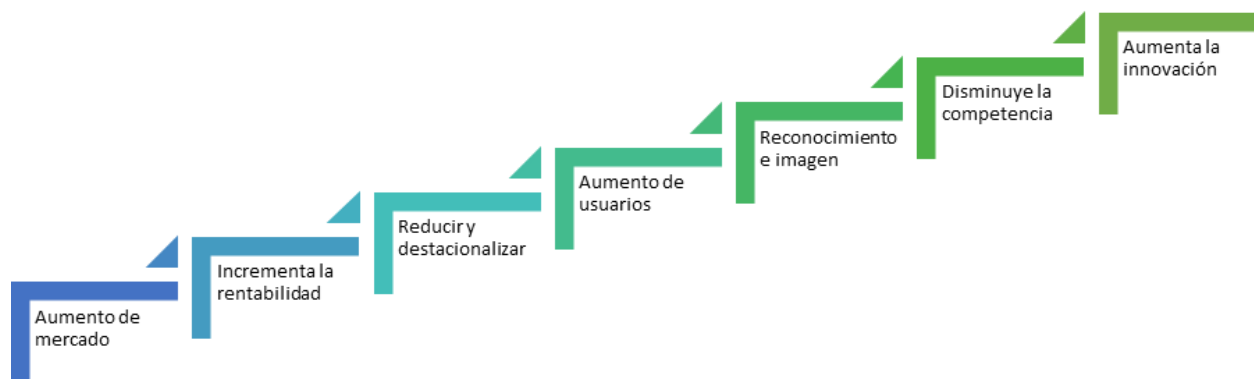 Aumento de
mercado
Incrementa la
rentabilidad
Reducir y
destacionalizar
Aumento de
usuarios
Reconocimiento
e imagen
Disminuye la
competencia
Aumenta la
innovación